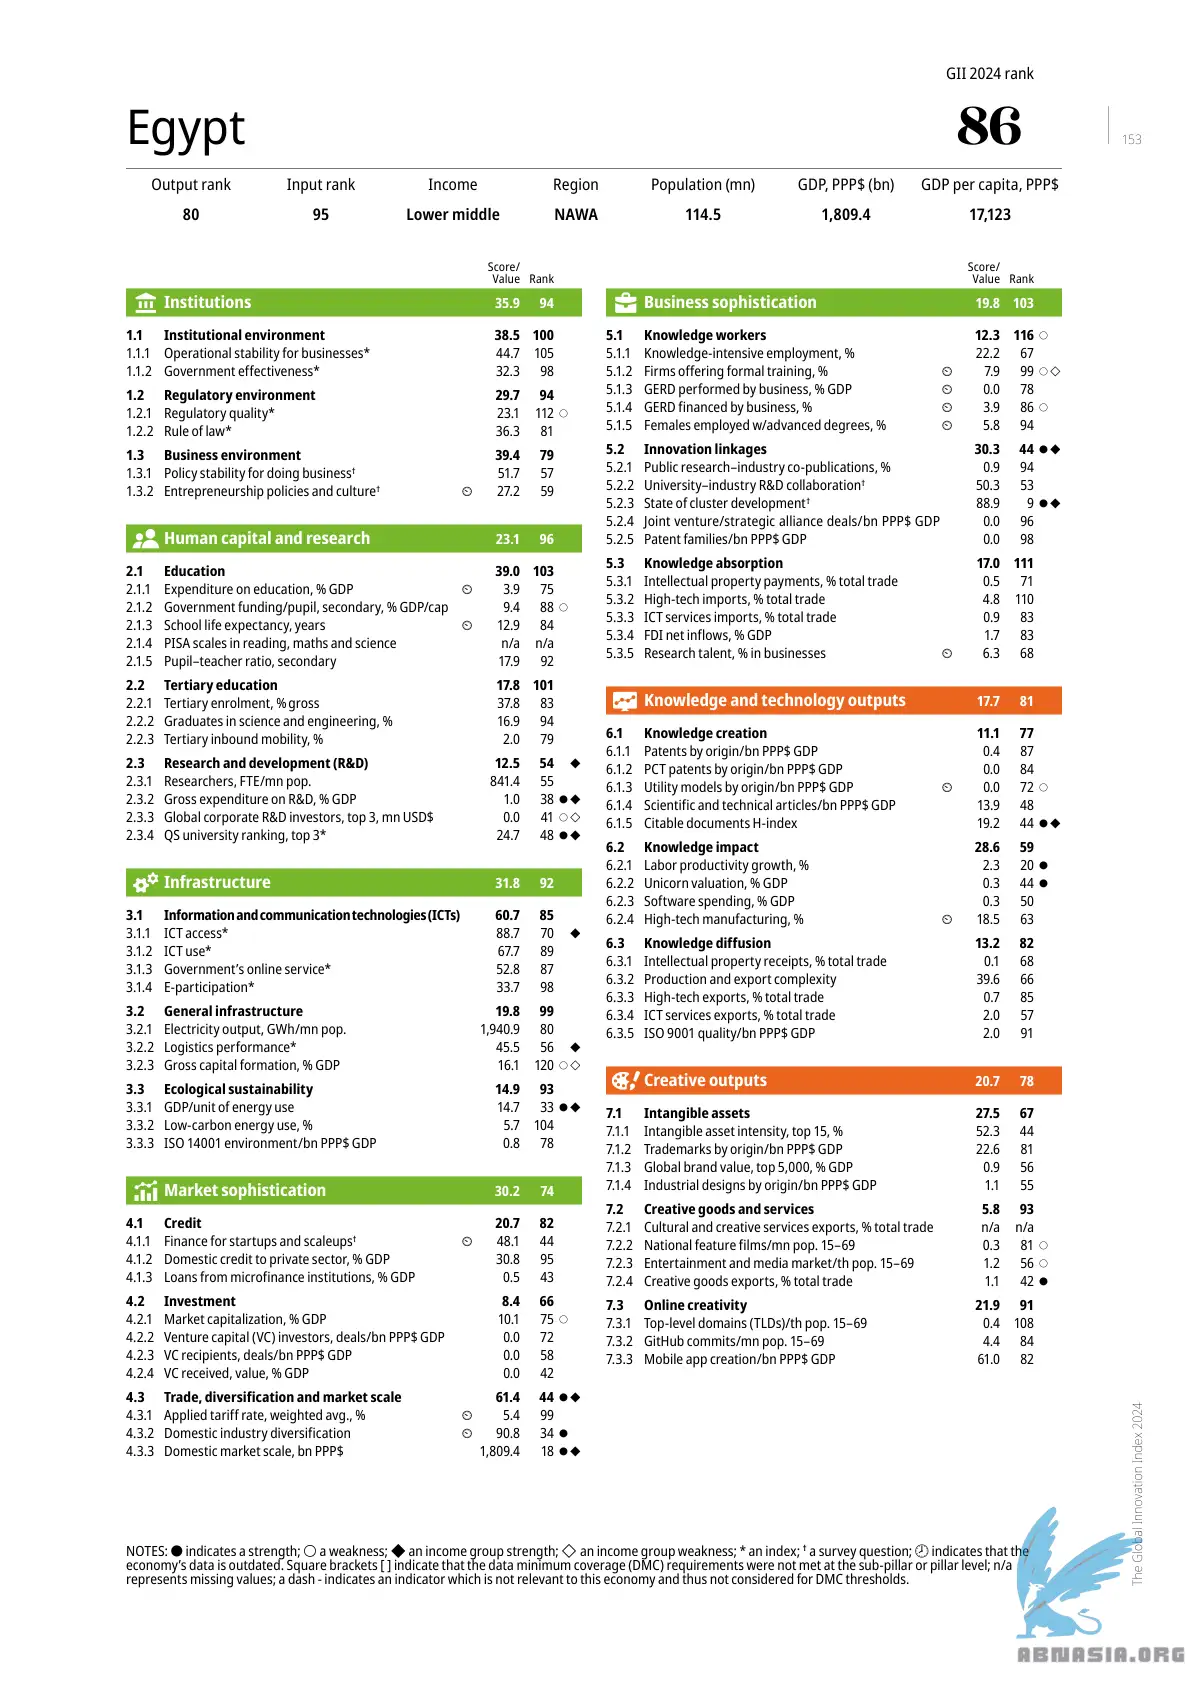 GII 2024 rank
Egypt
86
153
Output rank Input rank Income Region Population (mn) GDP, PPP$ (bn) GDP per capita, PPP$
80 95 Lower middle NAWA 114.5 1,809.4 17,123
Score/
Value Rank
Institutions 35.9 94
1.1 Institutional environment 38.5 100
1.1.1 Operational stability for businesses* 44.7 105
1.1.2 Government effectiveness* 32.3 98
1.2 Regulatory environment 29.7 94
1.2.1 Regulatory quality* 23.1 112 ○
1.2.2 Rule of law* 36.3 81
1.3 Business environment 39.4 79
1.3.1 Policy stability for doing business† 51.7 57
1.3.2 Entrepreneurship policies and culture† 27.2 59
Human capital and research 23.1 96
2.1 Education 39.0 103
2.1.1 Expenditure on education, % GDP 3.9 75
2.1.2 Government funding/pupil, secondary, % GDP/cap 9.4 88 ○
2.1.3 School life expectancy, years 12.9 84
2.1.4 PISA scales in reading, maths and science n/a n/a
2.1.5 Pupil–teacher ratio, secondary 17.9 92
2.2 Tertiary education 17.8 101
2.2.1 Tertiary enrolment, % gross 37.8 83
2.2.2 Graduates in science and engineering, % 16.9 94
2.2.3 Tertiary inbound mobility, % 2.0 79
2.3 Research and development (R&D) 12.5 54 ◆
2.3.1 Researchers, FTE/mn pop. 841.4 55
2.3.2 Gross expenditure on R&D, % GDP 1.0 38 ●◆
2.3.3 Global corporate R&D investors, top 3, mn USD$ 0.0 41 ○◇
2.3.4 QS university ranking, top 3* 24.7 48 ●◆
Infrastructure 31.8 92
3.1 Information and communication technologies (ICTs) 60.7 85
3.1.1 ICT access* 88.7 70 ◆
3.1.2 ICT use* 67.7 89
3.1.3 Government's online service* 52.8 87
3.1.4 E-participation* 33.7 98
3.2 General infrastructure 19.8 99
3.2.1 Electricity output, GWh/mn pop. 1,940.9 80
3.2.2 Logistics performance* 45.5 56 ◆
3.2.3 Gross capital formation, % GDP 16.1 120 ○◇
3.3 Ecological sustainability 14.9 93
3.3.1 GDP/unit of energy use 14.7 33 ●◆
3.3.2 Low-carbon energy use, % 5.7 104
3.3.3 ISO 14001 environment/bn PPP$ GDP 0.8 78
Market sophistication 30.2 74
4.1 Credit 20.7 82
4.1.1 Finance for startups and scaleups† 48.1 44
4.1.2 Domestic credit to private sector, % GDP 30.8 95
4.1.3 Loans from microfinance institutions, % GDP 0.5 43
4.2 Investment 8.4 66
4.2.1 Market capitalization, % GDP 10.1 75 ○
4.2.2 Venture capital (VC) investors, deals/bn PPP$ GDP 0.0 72
4.2.3 VC recipients, deals/bn PPP$ GDP 0.0 58
4.2.4 VC received, value, % GDP 0.0 42
4.3 Trade, diversification and market scale 61.4 44 ●◆
4.3.1 Applied tariff rate, weighted avg., % 5.4 99
4.3.2 Domestic industry diversification 90.8 34 ●
4.3.3 Domestic market scale, bn PPP$ 1,809.4 18 ●◆
Score/
Value Rank
Business sophistication 19.8 103
5.1 Knowledge workers 12.3 116 ○
5.1.1 Knowledge-intensive employment, % 22.2 67
5.1.2 Firms offering formal training, % 7.9 99 ○◇
5.1.3 GERD performed by business, % GDP 0.0 78
5.1.4 GERD financed by business, % 3.9 86 ○
5.1.5 Females employed w/advanced degrees, % 5.8 94
5.2 Innovation linkages 30.3 44 ●◆
5.2.1 Public research–industry co-publications, % 0.9 94
5.2.2 University–industry R&D collaboration† 50.3 53
5.2.3 State of cluster development† 88.9 9 ●◆
5.2.4 Joint venture/strategic alliance deals/bn PPP$ GDP 0.0 96
5.2.5 Patent families/bn PPP$ GDP 0.0 98
5.3 Knowledge absorption 17.0 111
5.3.1 Intellectual property payments, % total trade 0.5 71
5.3.2 High-tech imports, % total trade 4.8 110
5.3.3 ICT services imports, % total trade 0.9 83
5.3.4 FDI net inflows, % GDP 1.7 83
5.3.5 Research talent, % in businesses 6.3 68
Knowledge and technology outputs 17.7 81
6.1 Knowledge creation 11.1 77
6.1.1 Patents by origin/bn PPP$ GDP 0.4 87
6.1.2 PCT patents by origin/bn PPP$ GDP 0.0 84
6.1.3 Utility models by origin/bn PPP$ GDP 0.0 72 ○
6.1.4 Scientific and technical articles/bn PPP$ GDP 13.9 48
6.1.5 Citable documents H-index 19.2 44 ●◆
6.2 Knowledge impact 28.6 59
6.2.1 Labor productivity growth, % 2.3 20 ●
6.2.2 Unicorn valuation, % GDP 0.3 44 ●
6.2.3 Software spending, % GDP 0.3 50
6.2.4 High-tech manufacturing, % 18.5 63
6.3 Knowledge diffusion 13.2 82
6.3.1 Intellectual property receipts, % total trade 0.1 68
6.3.2 Production and export complexity 39.6 66
6.3.3 High-tech exports, % total trade 0.7 85
6.3.4 ICT services exports, % total trade 2.0 57
6.3.5 ISO 9001 quality/bn PPP$ GDP 2.0 91
Creative outputs 20.7 78
7.1 Intangible assets 27.5 67
7.1.1 Intangible asset intensity, top 15, % 52.3 44
7.1.2 Trademarks by origin/bn PPP$ GDP 22.6 81
7.1.3 Global brand value, top 5,000, % GDP 0.9 56
7.1.4 Industrial designs by origin/bn PPP$ GDP 1.1 55
7.2 Creative goods and services 5.8 93
7.2.1 Cultural and creative services exports, % total trade n/a n/a
7.2.2 National feature films/mn pop. 15–69 0.3 81 ○
7.2.3 Entertainment and media market/th pop. 15–69 1.2 56 ○
7.2.4 Creative goods exports, % total trade 1.1 42 ●
7.3 Online creativity 21.9 91
7.3.1 Top-level domains (TLDs)/th pop. 15–69 0.4 108
7.3.2 GitHub commits/mn pop. 15–69 4.4 84
7.3.3 Mobile app creation/bn PPP$ GDP 61.0 82
NOTES: ● indicates a strength; ○ a weakness; ◆ an income group strength; ◇ an income group weakness; * an index; † a survey question; 🕘 indicates that the
economy's data is outdated. Square brackets [ ] indicate that the data minimum coverage (DMC) requirements were not met at the sub-pillar or pillar level; n/a
represents missing values; a dash - indicates an indicator which is not relevant to this economy and thus not considered for DMC thresholds.
The Global Innovation Index 2024
ABNASIA.ORG